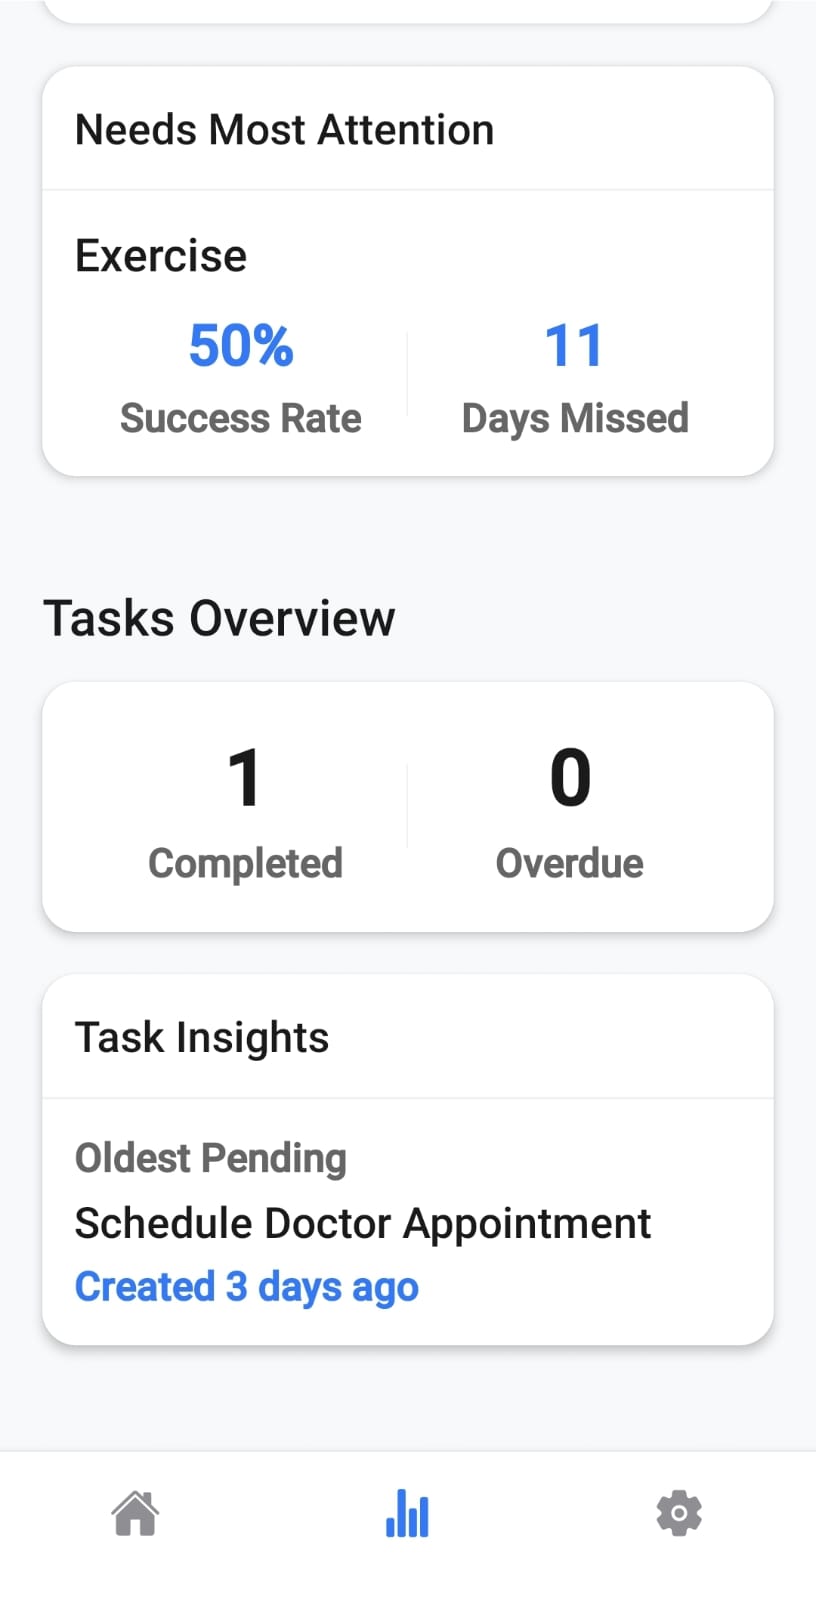 Needs Most Attention
Exercise
50%
Success Rate
11
Days Missed
Tasks Overview
1
Completed
0
Overdue
Task Insights
Oldest Pending
Schedule Doctor Appointment
Created 3 days ago